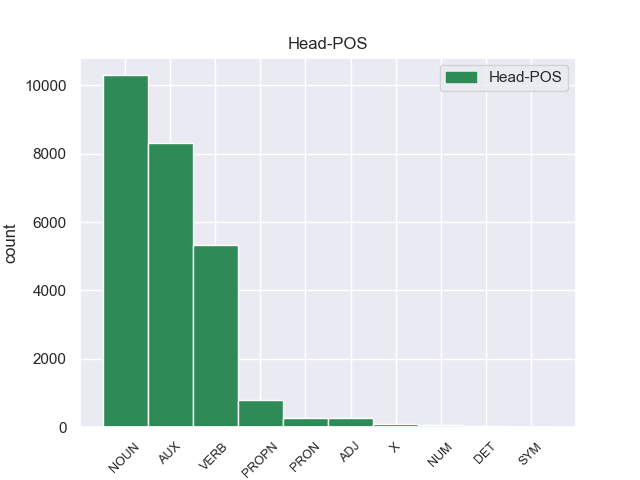 Head-POS
Head-POS
10000
8000
6000
4000
2000
0
count
NOUN
AUX
VERB
PROPN
PRON
ADJ
X
NUM
DET
SYM